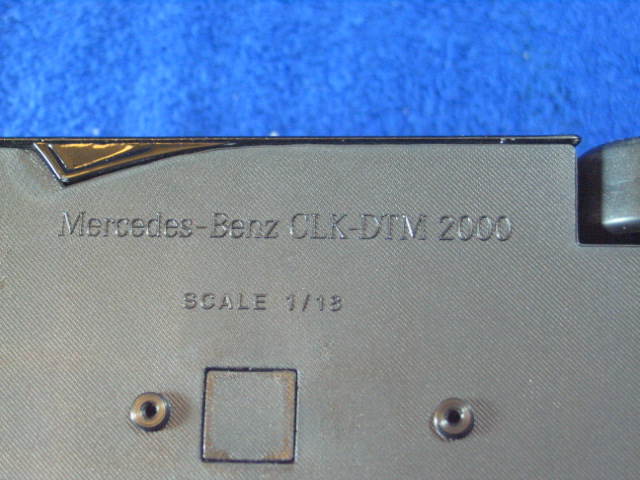 Mercedes-Benz CLK-DTM 2000
SCALE 1/18